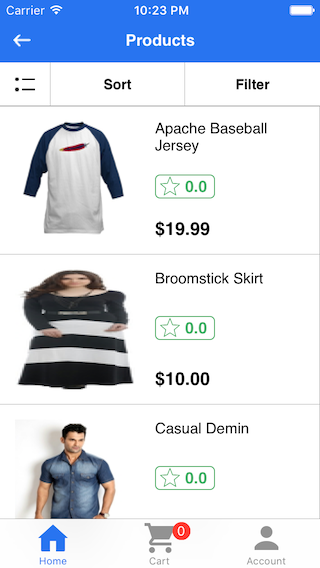 Carrier 10:23 PM
Products
Sort Filter
Apache Baseball
Jersey
0.0
$19.99
Broomstick Skirt
0.0
$10.00
Casual Demin
0.0
0
Home Cart Account